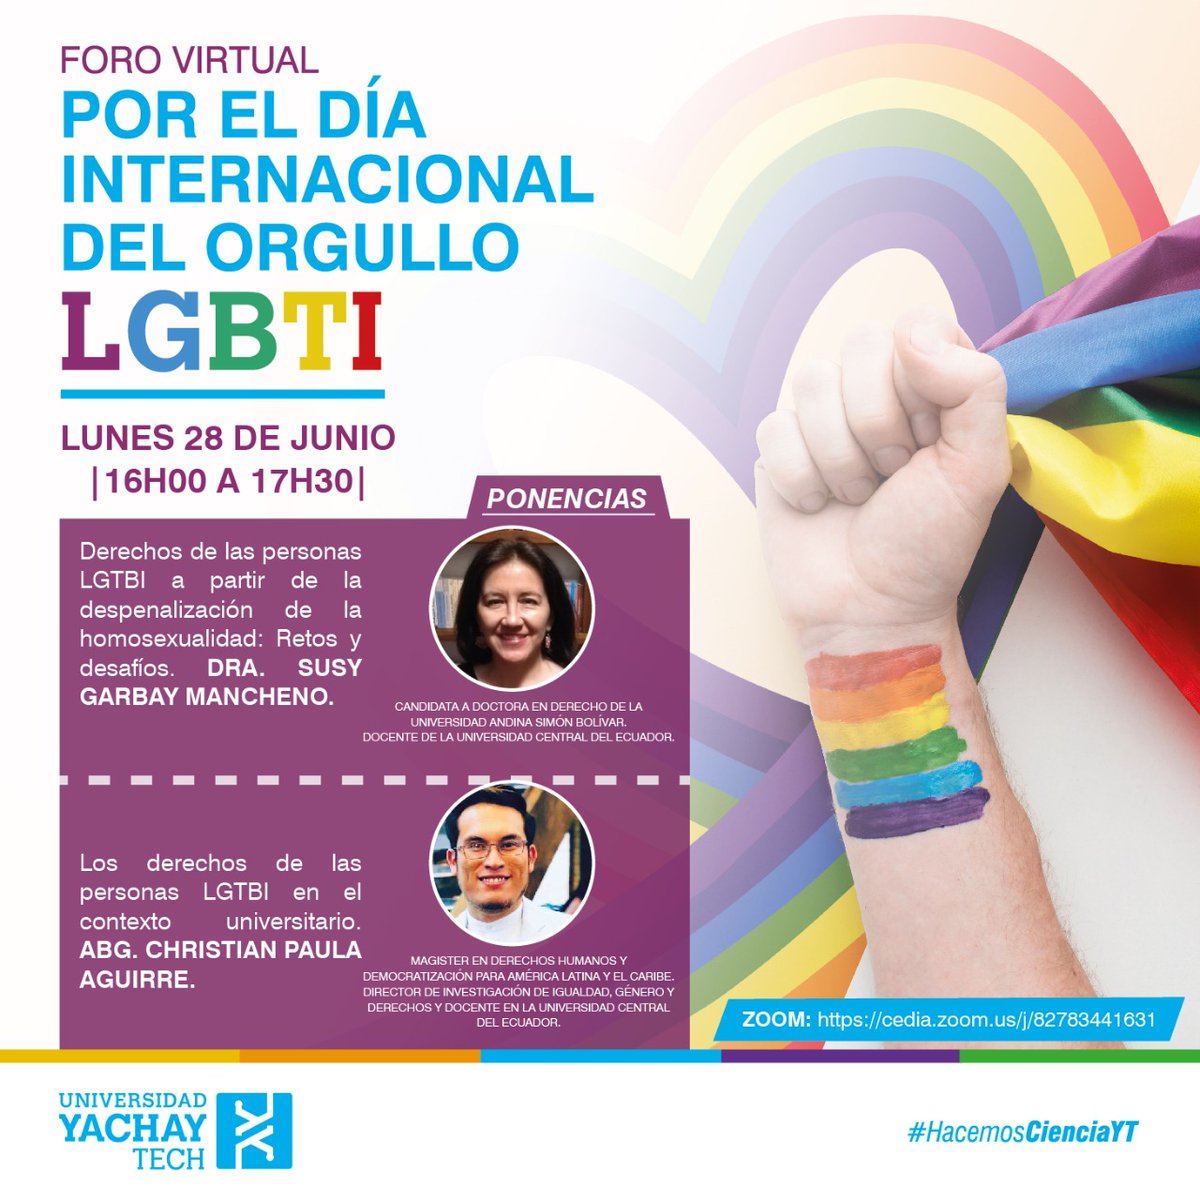 FORO VIRTUAL
POR EL DÍA
INTERNACIONAL
DEL ORGULLO
LGBTI
LUNES 28 DE JUNIO
|16H00 A 17H30|
PONENCIAS
Derechos de las personas
LGTBI a partir de la
despenalización de la
homosexualidad: Retos y
desafíos. DRA. SUSY
GARBAY MANCHENO.
CANDIDATA A DOCTORA EN DERECHO DE LA
UNIVERSIDAD ANDINA SIMÓN BOLÍVAR.
DOCENTE DE LA UNIVERSIDAD CENTRAL DEL ECUADOR.
Los derechos de las
personas LGTBI en el
contexto universitario.
ABG. CHRISTIAN PAULA
AGUIRRE.
MAGISTER EN DERECHOS HUMANOS Y
DEMOCRATIZACIÓN PARA AMÉRICA LATINA Y EL CARIBE.
DIRECTOR DE INVESTIGACIÓN DE IGUALDAD, GÉNERO Y
DERECHOS Y DOCENTE EN LA UNIVERSIDAD CENTRAL
DEL ECUADOR.
ZOOM: https://cedia.zoom.us/j/82783441631
UNIVERSIDAD
YACHAY
TECH
#HacemosCienciaYT